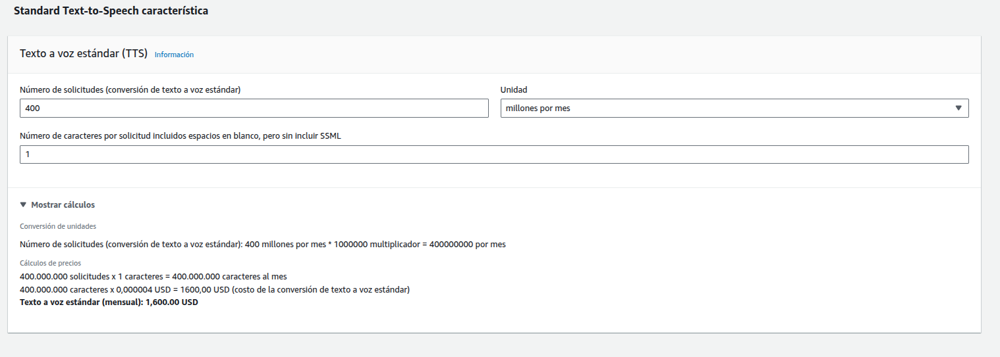 Standard Text-to-Speech característica
Texto a voz estándar (TTS) Información
Número de solicitudes (conversión de texto a voz estándar)
Unidad
400
millones por mes
Número de caracteres por solicitud incluidos espacios en blanco, pero sin incluir SSML
1
Mostrar cálculos
Conversión de unidades
Número de solicitudes (conversión de texto a voz estándar): 400 millones por mes * 1000000 multiplicador = 400000000 por mes
Cálculos de precios
400.000.000 solicitudes x 1 caracteres = 400.000.000 caracteres al mes
400.000.000 caracteres x 0,000004 USD = 1600,00 USD (costo de la conversión de texto a voz estándar)
Texto a voz estándar (mensual): 1,600.00 USD